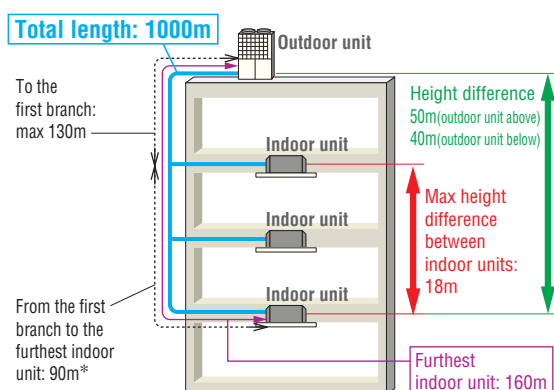 Total length: 1000m
Outdoor unit
To the
first branch:
max 130m
Height difference
50m(outdoor unit above)
40m(outdoor unit below)
Indoor unit
Max height
difference
between
indoor units:
18m
Indoor unit
Indoor unit
From the first
branch to the
furthest indoor
unit: 90m*
Furthest
indoor unit: 160m